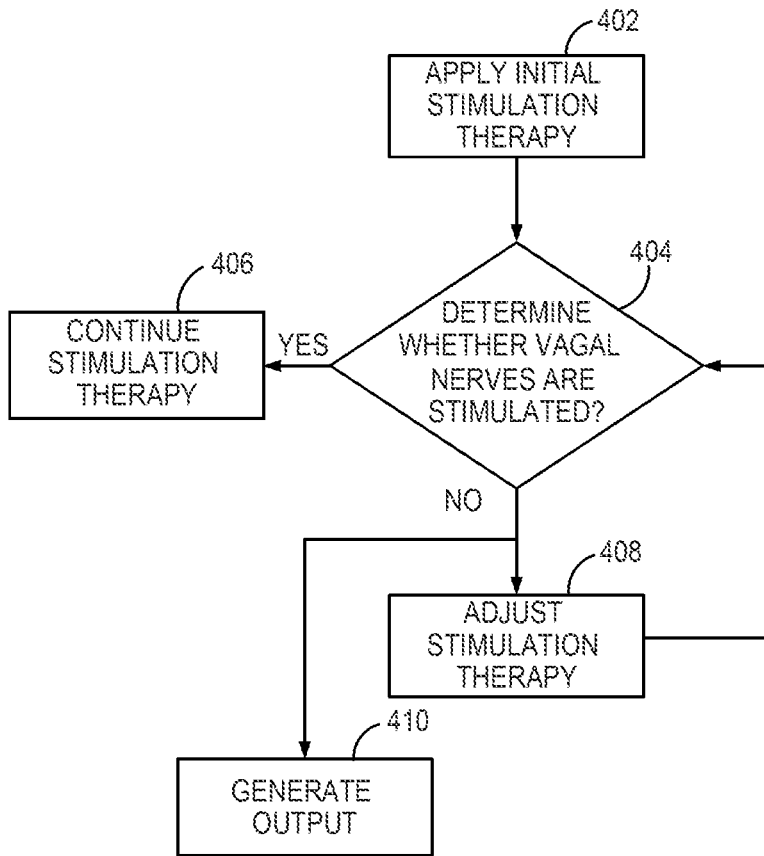 402
APPLY INITIAL
STIMULATION
THERAPY
404
DETERMINE
WHETHER VAGAL
NERVES ARE
STIMULATED?
406
CONTINUE
STIMULATION
THERAPY
YES
NO
408
ADJUST
STIMULATION
THERAPY
410
GENERATE
OUTPUT